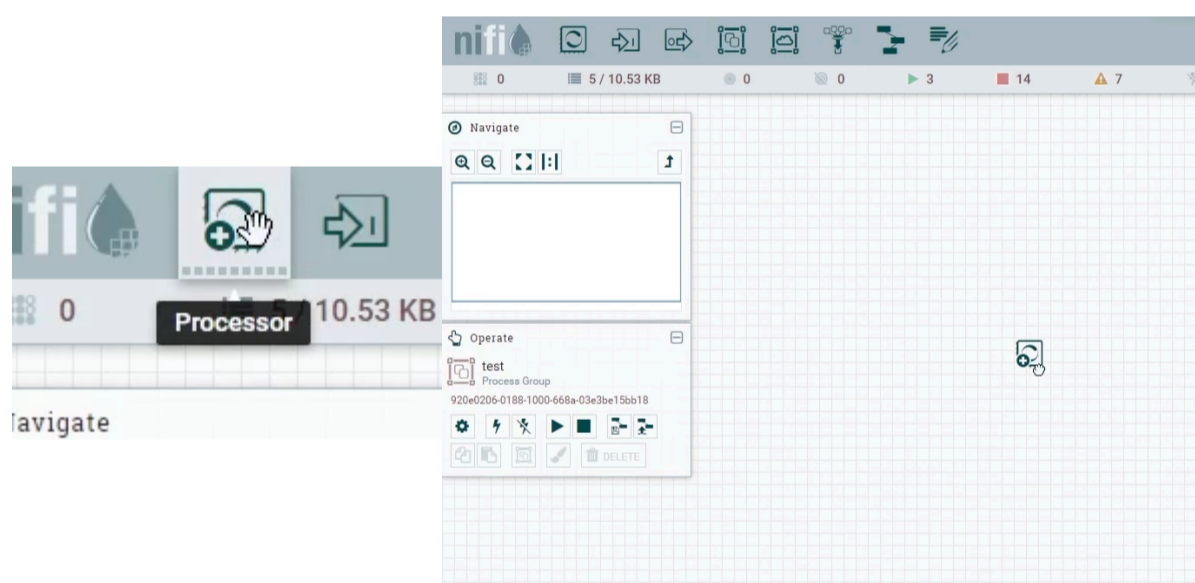 fi
0
5 / 10.53 KB
Processor
Navigate
nifi
0
5 / 10.53 KB
0
0
3
14
7
Navigate
Operate
test
Process Group
920e0206-0188-1000-668a-03e3be15bb18
DELETE